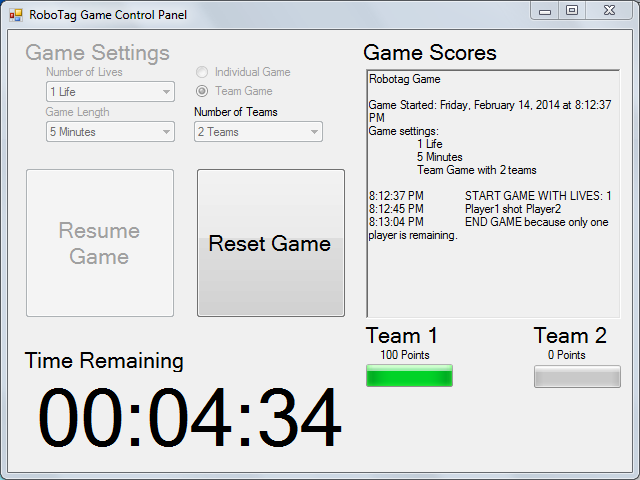 RoboTag Game Control Panel
Game Settings
Number of Lives
1 Life
Game Length
5 Minutes
Individual Game
Team Game
Number of Teams
2 Teams
Resume
Game
Reset Game
Time Remaining
00:04:34
Game Scores
Robotag Game
Game Started: Friday, February 14, 2014 at 8:12:37
PM
Game settings:
1 Life
5 Minutes
Team Game with 2 teams
8:12:37 PM START GAME WITH LIVES: 1
8:12:45 PM Player1 shot Player2
8:13:04 PM END GAME because only one
player is remaining.
Team 1
100 Points
Team 2
0 Points